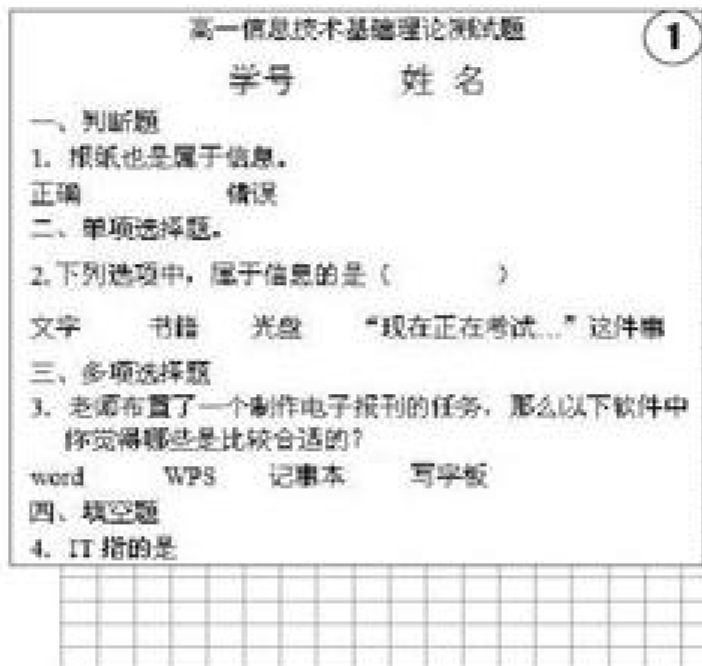 高一信息技术基础理论测试题
1
学号 姓 名
一、判断题
1. 报纸也是属于信息。
正确 错误
二、单项选择题。
2.下列选项中，属于信息的是（ ）
文字 书籍 光盘 “现在正在考试...”这件事
三、多项选择题
3. 老师布置了一个制作电子报刊的任务，那么以下软件中
你觉得哪些是比较合适的？
word WPS 记事本 写字板
四、填空题
4. IT 指的是